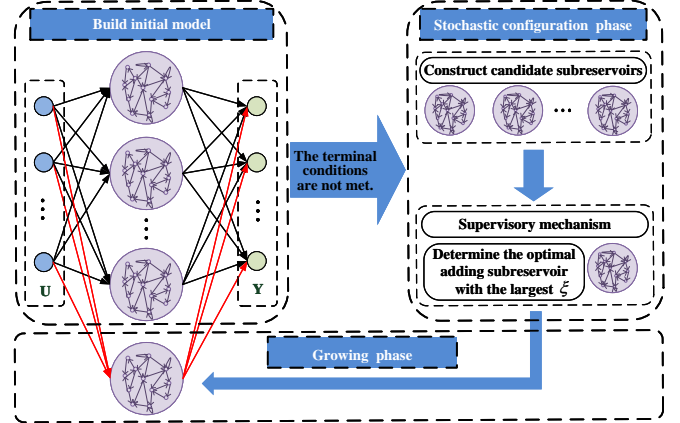 Build initial model
U
Y
The terminal
conditions
are not met.
Stochastic configuration phase
Construct candidate subreservoirs
Supervisory mechanism
Determine the optimal
adding subreservoir
with the largest ξ
Growing phase